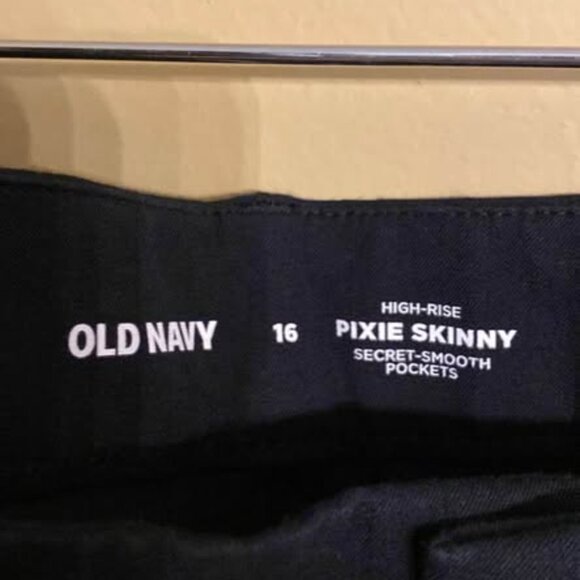 OLD NAVY
16
HIGH-RISE
PIXIE SKINNY
SECRET-SMOOTH
POCKETS